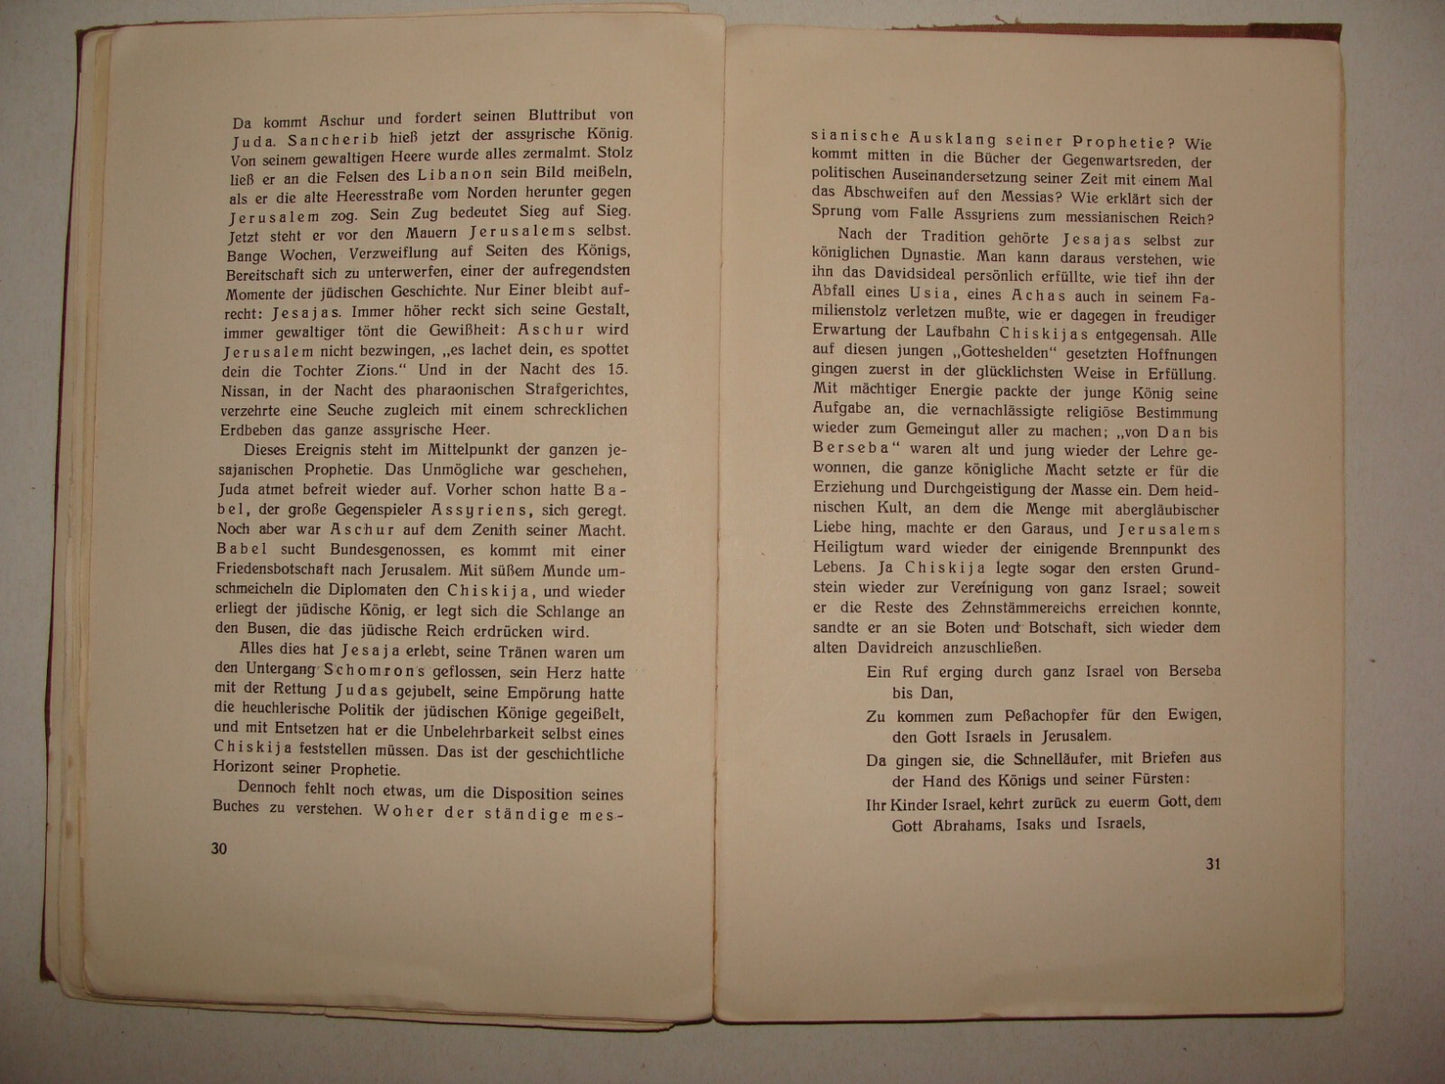 Da kommt Aschur und fordert seinen Bluttribut von
Juda. Sancherib hieß jetzt der assyrische König.
Von seinem gewaltigen Heere wurde alles zermalmt. Stolz
ließ er an die Felsen des Libanon sein Bild meißeln,
als er die alte Heeresstraße vom Norden herunter gegen
Jerusalem zog. Sein Zug bedeutet Sieg auf Sieg.
Jetzt steht er vor den Mauern Jerusalems selbst.
Bange Wochen, Verzweiflung auf Seiten des Königs,
Bereitschaft sich zu unterwerfen, einer der aufregendsten
Momente der jüdischen Geschichte. Nur Einer bleibt auf-
recht: Jesajas. Immer höher reckt sich seine Gestalt,
immer gewaltiger tönt die Gewißheit: Aschur wird
Jerusalem nicht bezwingen, „es lachet dein, es spottet
dein die Tochter Zions.“ Und in der Nacht des 15.
Nissan, in der Nacht des pharaonischen Strafgerichtes,
verzehrte eine Seuche zugleich mit einem schrecklichen
Erdbeben das ganze assyrische Heer.
Dieses Ereignis steht im Mittelpunkt der ganzen je-
sajanischen Prophetie. Das Unmögliche war geschehen,
Juda atmet befreit wieder auf. Vorher schon hatte Ba-
bel, der große Gegenspieler Assyriens, sich geregt.
Noch aber war Aschur auf dem Zenith seiner Macht.
Babel sucht Bundesgenossen, es kommt mit einer
Friedensbotschaft nach Jerusalem. Mit süßem Munde um-
schmeicheln die Diplomaten den Chiskija, und wieder
erliegt der jüdische König, er legt sich die Schlange an
den Busen, die das jüdische Reich erdrücken wird.
Alles dies hat Jesaja erlebt, seine Tränen waren um
den Untergang Schomrons geflossen, sein Herz hatte
mit der Rettung Judas gejubelt, seine Empörung hatte
die heuchlerische Politik der jüdischen Könige gegeißelt,
und mit Entsetzen hat er die Unbelehrbarkeit selbst eines
Chiskija feststellen müssen. Das ist der geschichtliche
Horizont seiner Prophetie.
Dennoch fehlt noch etwas, um die Disposition seines
Buches zu verstehen. Woher der ständige mes-
30
sianische Ausklang seiner Prophetie? Wie
kommt mitten in die Bücher der Gegenwartsreden, der
politischen Auseinandersetzung seiner Zeit mit einem Mal
das Abschweifen auf den Messias? Wie erklärt sich der
Sprung vom Falle Assyriens zum messianischen Reich?
Nach der Tradition gehörte Jesajas selbst zur
königlichen Dynastie. Man kann daraus verstehen, wie
ihn das Davidsideal persönlich erfüllte, wie tief ihn der
Abfall eines Usia, eines Achas auch in seinem Fa-
milienstolz verletzen mußte, wie er dagegen in freudiger
Erwartung der Laufbahn Chiskijas entgegensah. Alle
auf diesen jungen „Gotteshelden“ gesetzten Hoffnungen
gingen zuerst in der glücklichsten Weise in Erfüllung.
Mit mächtiger Energie packte der junge König seine
Aufgabe an, die vernachlässigte religiöse Bestimmung
wieder zum Gemeingut aller zu machen; „von Dan bis
Berseba“ waren alt und jung wieder der Lehre ge-
wonnen, die ganze königliche Macht setzte er für die
Erziehung und Durchgeistigung der Masse ein. Dem heid-
nischen Kult, an dem die Menge mit abergläubischer
Liebe hing, machte er den Garaus, und Jerusalems
Heiligtum ward wieder der einigende Brennpunkt des
Lebens. Ja Chiskija legte sogar den ersten Grund-
stein wieder zur Vereinigung von ganz Israel; soweit
er die Reste des Zehnstämmereichs erreichen konnte,
sandte er an sie Boten und Botschaft, sich wieder dem
alten Davidreich anzuschließen.
Ein Ruf erging durch ganz Israel von Berseba
bis Dan,
Zu kommen zum Peßachopfer für den Ewigen,
den Gott Israels in Jerusalem.
Da gingen sie, die Schnelläufer, mit Briefen aus
der Hand des Königs und seiner Fürsten:
Ihr Kinder Israel, kehrt zurück zu euerm Gott, dem
Gott Abrahams, Isaks und Israels,
31